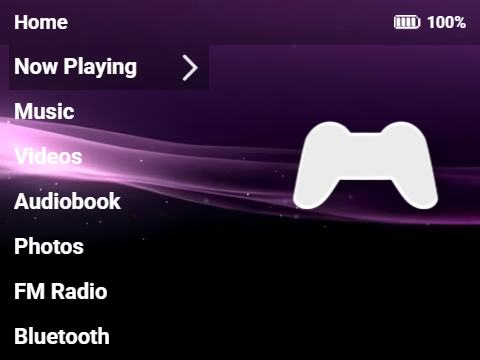 Home
100%
Now Playing
Music
Videos
Audiobook
Photos
FM Radio
Bluetooth